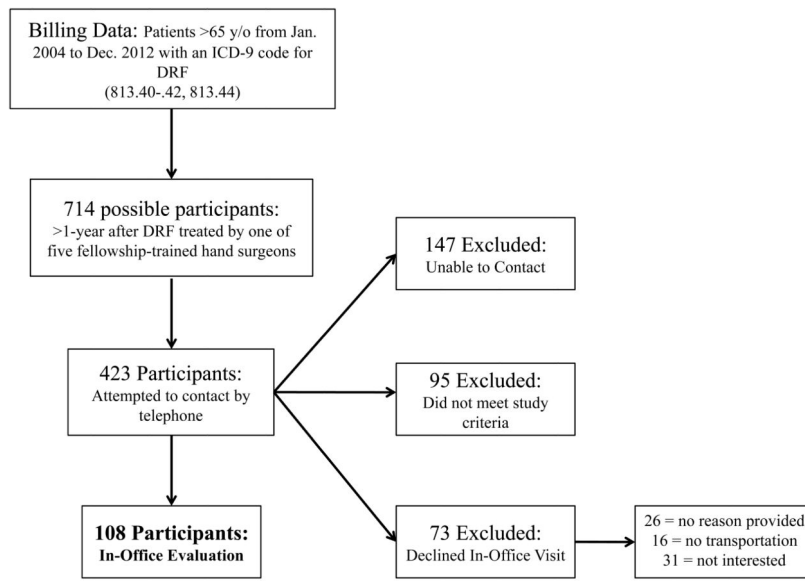 Billing Data: Patients >65 y/o from Jan.
2004 to Dec. 2012 with an ICD-9 code for
DRF
(813.40-.42, 813.44)
714 possible participants:
>1-year after DRF treated by one of
five fellowship-trained hand surgeons
147 Excluded:
Unable to Contact
423 Participants:
Attempted to contact by
telephone
95 Excluded:
Did not meet study
criteria
108 Participants:
In-Office Evaluation
73 Excluded:
Declined In-Office Visit
26 = no reason provided
16 = no transportation
31 = not interested